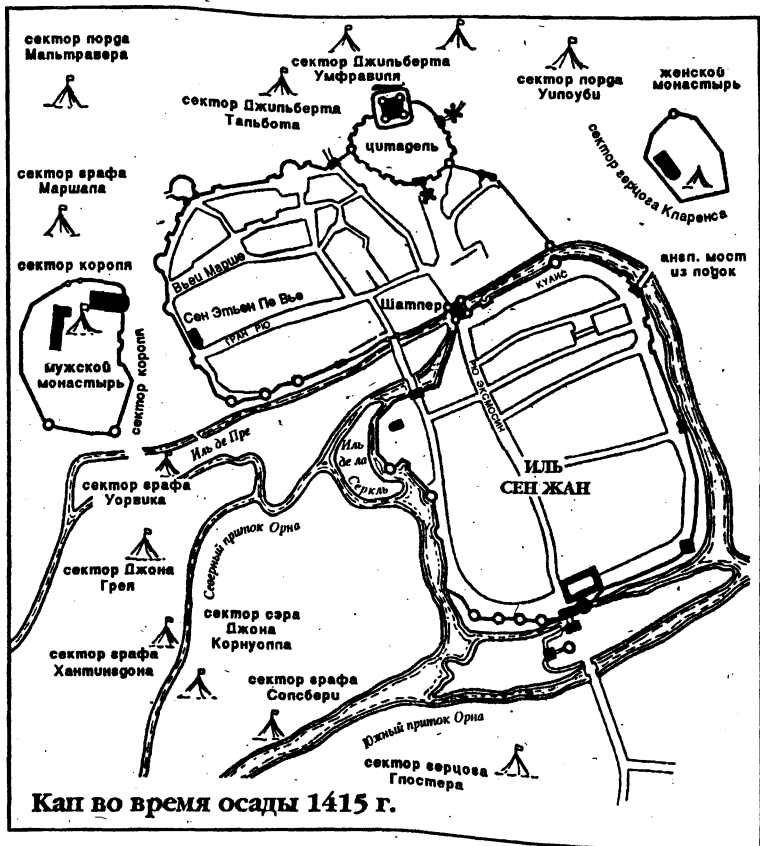 сектор лорда
Мальтравера
сектор Джильберта
Умфравиля
сектор Джильберта
Тальбота
сектор лорда
Уилоуби
женской
монастырь
цитадель
сектор герцога Кларенса
сектор графа
Маршала
англ. мост
из лодок
сектор короля
Вьеи Марше
Сен Этьен Ле Вье
ГРАН РЮ
Шатлер
КУЛИС
мужской
монастырь
сектор короля
РЮ ЭКСМОСИН
Иль де Пре
Иль
де ла
Серкль
ИЛЬ
СЕН ЖАН
сектор графа
Уорвика
Северный приток Орна
сектор Джона
Грея
сектор сэра
Джона
Корнуолла
сектор графа
Хантингдона
сектор графа
Солсбери
Южный приток Орна
сектор герцога
Глостера
Кан во время осады 1415 г.